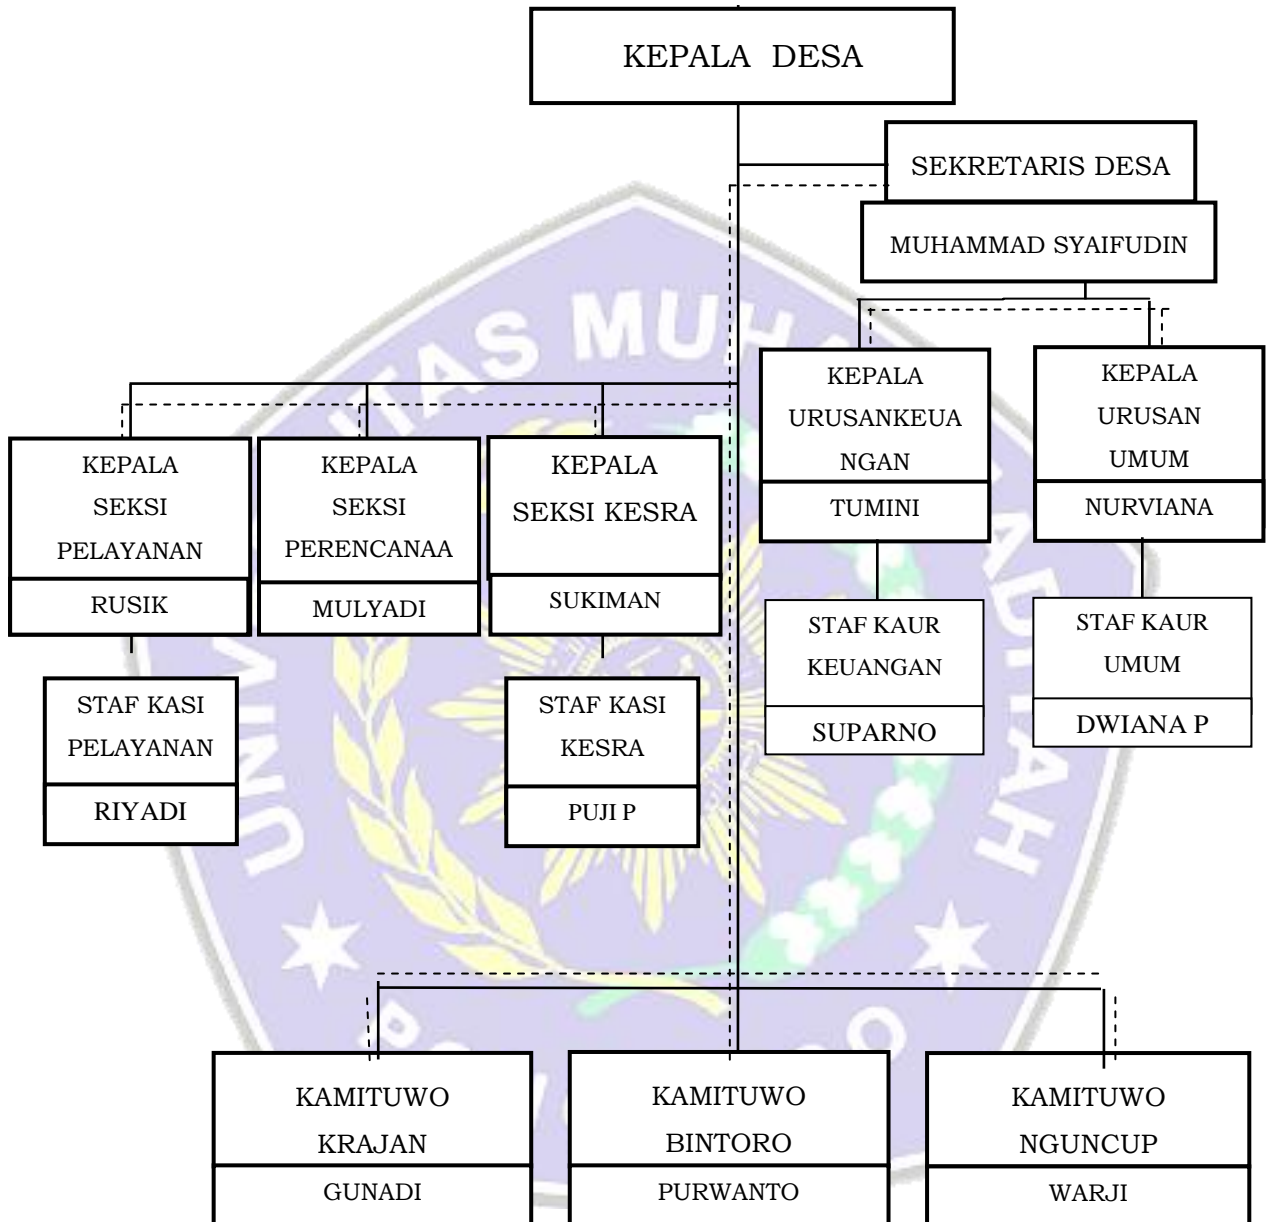 KEPALA DESA
SEKRETARIS DESA
MUHAMMAD SYAIFUDIN
KEPALA
URUSANKEUA
NGAN
TUMINI
KEPALA
URUSAN
UMUM
NURVIANA
KEPALA
SEKSI
PELAYANAN
RUSIK
KEPALA
SEKSI
PERENCANAA
MULYADI
KEPALA
SEKSI KESRA
SUKIMAN
STAF KAUR
KEUANGAN
SUPARNO
STAF KAUR
UMUM
DWIANA P
STAF KASI
PELAYANAN
RIYADI
STAF KASI
KESRA
PUJI P
KAMITUWO
KRAJAN
GUNADI
KAMITUWO
BINTORO
PURWANTO
KAMITUWO
NGUNCUP
WARJI